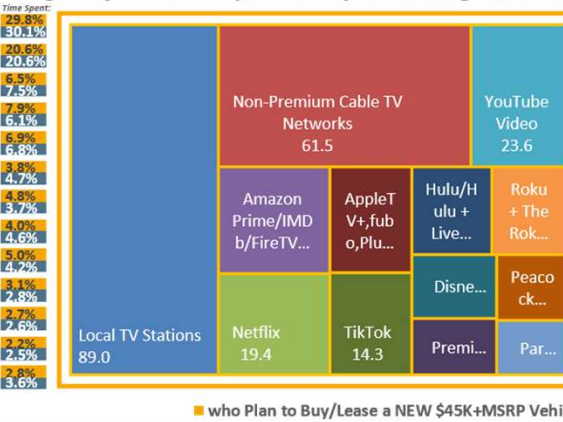 Time Spent:
29.8%
30.1%
20.6%
20.6%
6.5%
7.5%
7.9%
6.1%
6.9%
6.8%
3.8%
4.7%
4.8%
3.7%
4.0%
4.6%
5.0%
4.2%
3.1%
2.8%
2.7%
2.6%
2.2%
2.5%
2.8%
3.6%
Local TV Stations
89.0
Non-Premium Cable TV
Networks
61.5
YouTube
Video
23.6
Amazon
Prime/IMD
b/FireTV...
AppleT
V+,fub
o,Plu...
Hulu/H
ulu +
Live...
Roku
+ The
Rok...
Disne...
Peaco
ck...
Netflix
19.4
TikTok
14.3
Premi...
Par...
who Plan to Buy/Lease a NEW $45K+MSRP Vehi